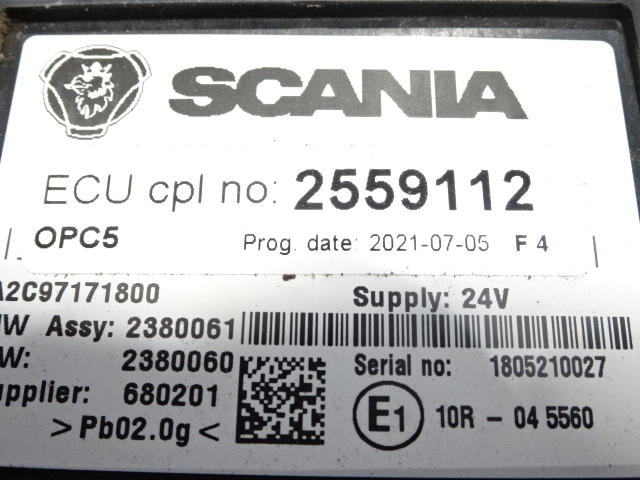 SCANIA
ECU cpl no: 2559112
OPC5 Prog. date: 2021-07-05 F 4
A2C97171800 Supply: 24V
Assy: 2380061
2380060 Serial no: 1805210027
680201 E1 10R - 04 5560
>Pb02.0g<